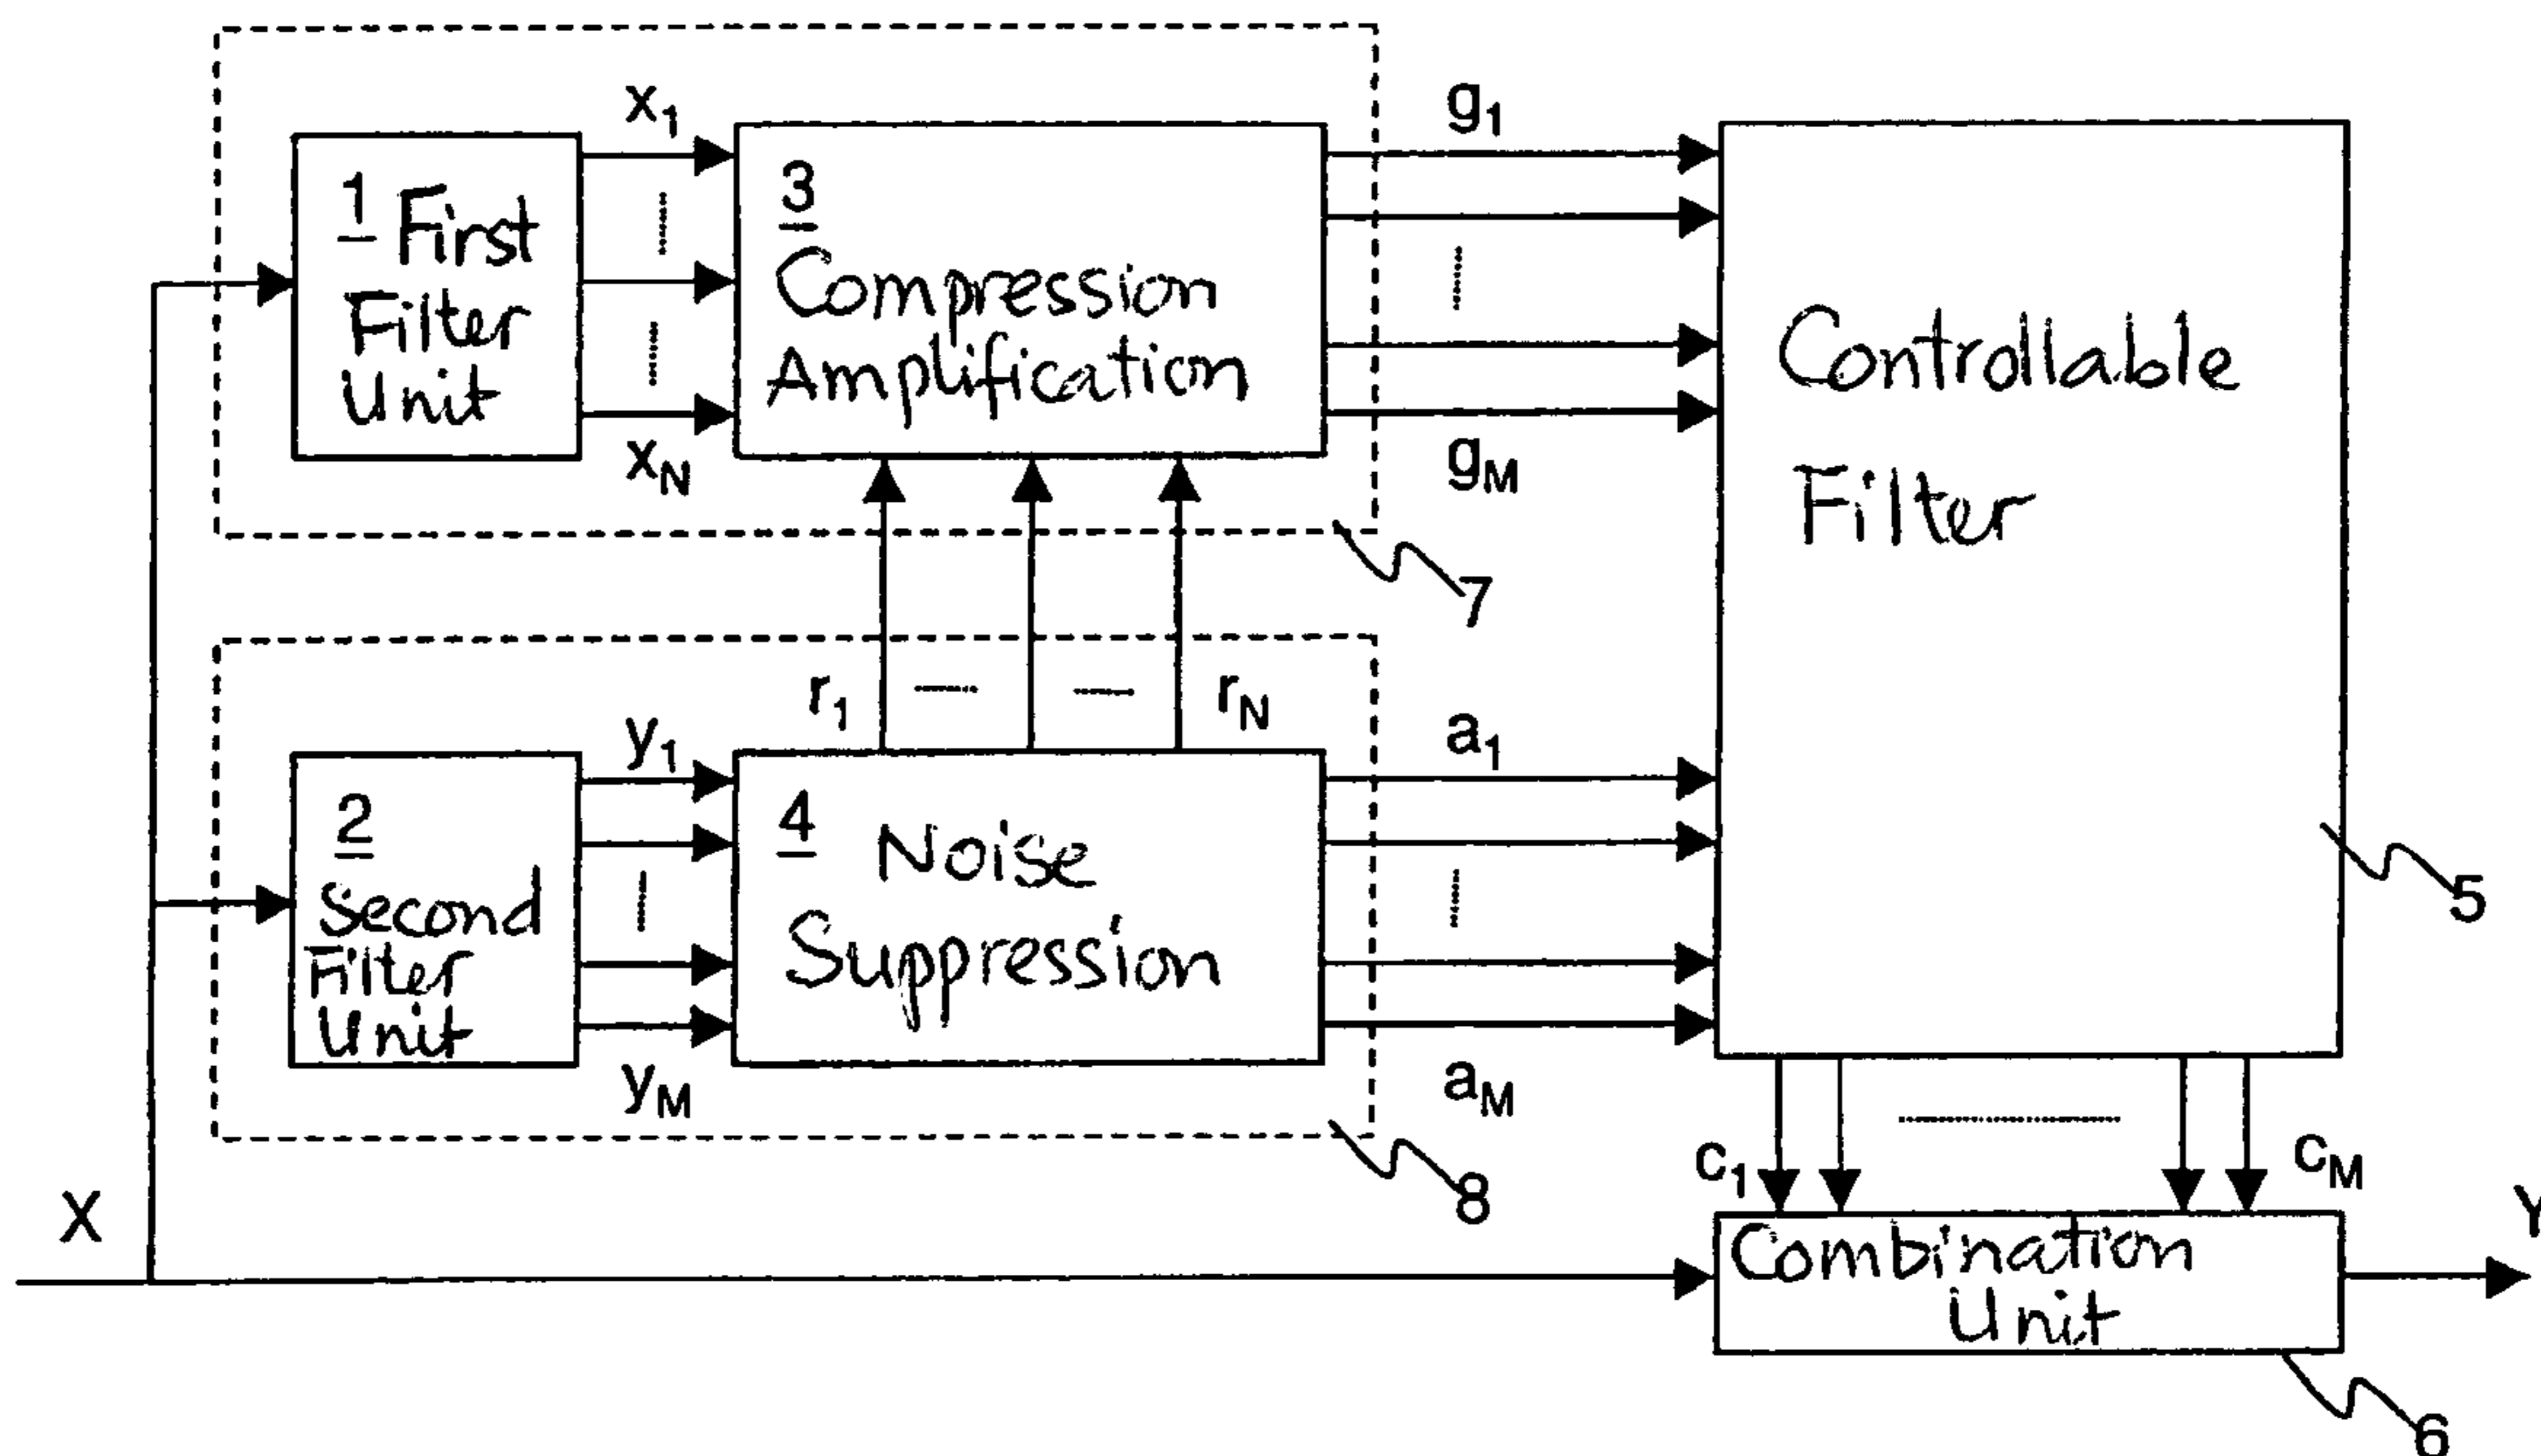 x1
g1
1 First
Filter
Unit
3
Compression
Amplification
Controllable
Filter
xN
gM
7
r1
rN
y1
a1
2
Second
Filter
Unit
4 Noise
Suppression
5
yM
aM
8
c1
cM
X
Y
Combination
Unit
6